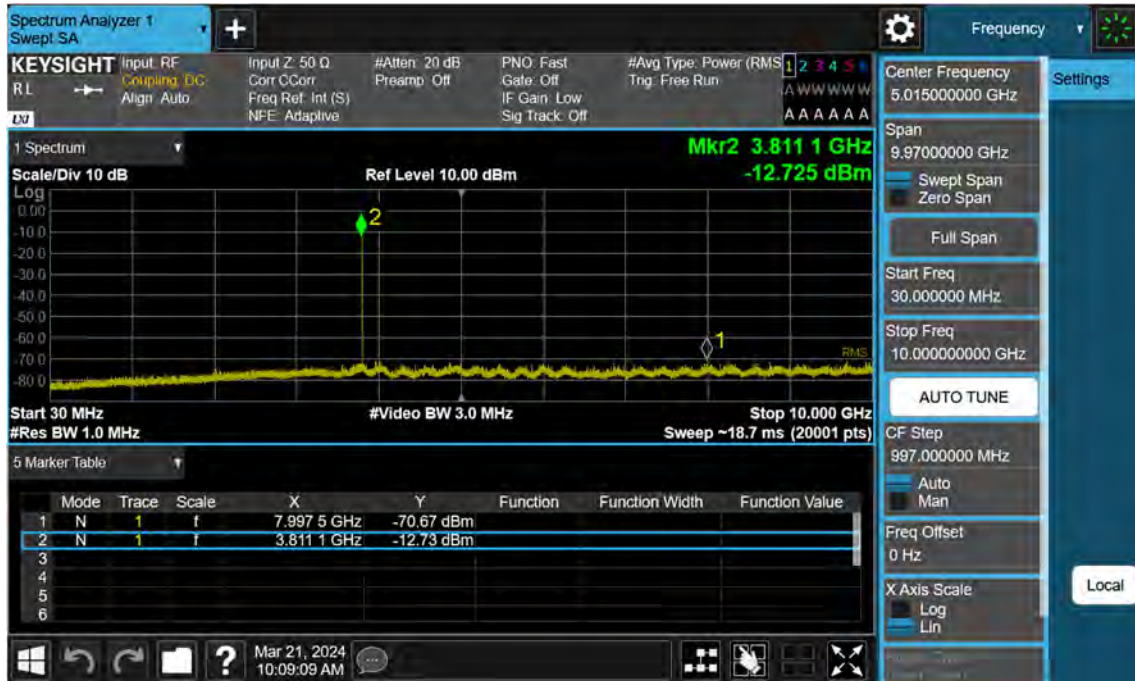 Spectrum Analyzer 1
Swept SA
+
Frequency
KEYSIGHT
RL
LXI
Input: RF
Coupling: DC
Align: Auto
Input Z: 50 Ω
Corr CCorr
Freq Ref: Int (S)
NFE: Adaptive
#Atten: 20 dB
Preamp: Off
PNO: Fast
Gate: Off
IF Gain: Low
Sig Track: Off
#Avg Type: Power (RMS
Trig: Free Run
1 2 3 4 5 6
A W W W W W
A A A A A A
1 Spectrum
Scale/Div 10 dB
Ref Level 10.00 dBm
Mkr2 3.811 1 GHz
-12.725 dBm
Log
0.00
-10.0
-20.0
-30.0
-40.0
-50.0
-60.0
-70.0
-80.0
2
1
RMS
Start 30 MHz
#Video BW 3.0 MHz
Stop 10.000 GHz
#Res BW 1.0 MHz
Sweep ~18.7 ms (20001 pts)
5 Marker Table
Mode Trace Scale X Y Function Function Width Function Value
1 N 1 f 7.997 5 GHz -70.67 dBm
2 N 1 f 3.811 1 GHz -12.73 dBm
3
4
5
6
Mar 21, 2024
10:09:09 AM
?
Center Frequency
5.015000000 GHz
Span
9.97000000 GHz
Swept Span
Zero Span
Full Span
Start Freq
30.000000 MHz
Stop Freq
10.000000000 GHz
AUTO TUNE
CF Step
997.000000 MHz
Auto
Man
Freq Offset
0 Hz
X Axis Scale
Log
Lin
Settings
Local